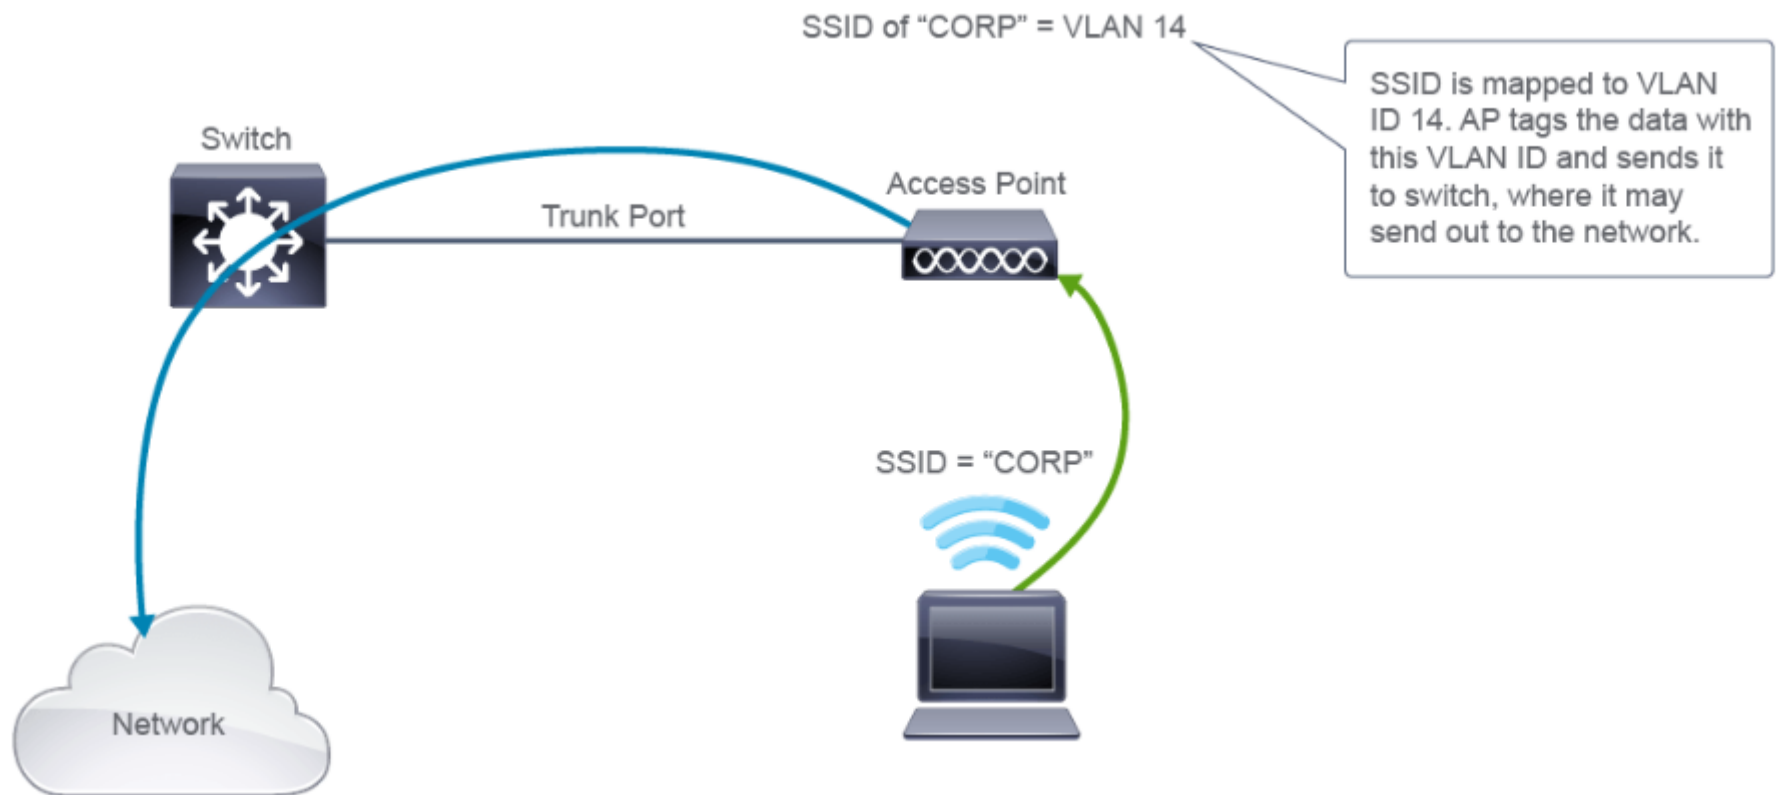 SSID of “CORP” = VLAN 14
SSID is mapped to VLAN
ID 14. AP tags the data with
this VLAN ID and sends it
to switch, where it may
send out to the network.
Switch
Trunk Port
Access Point
SSID = “CORP”
Network